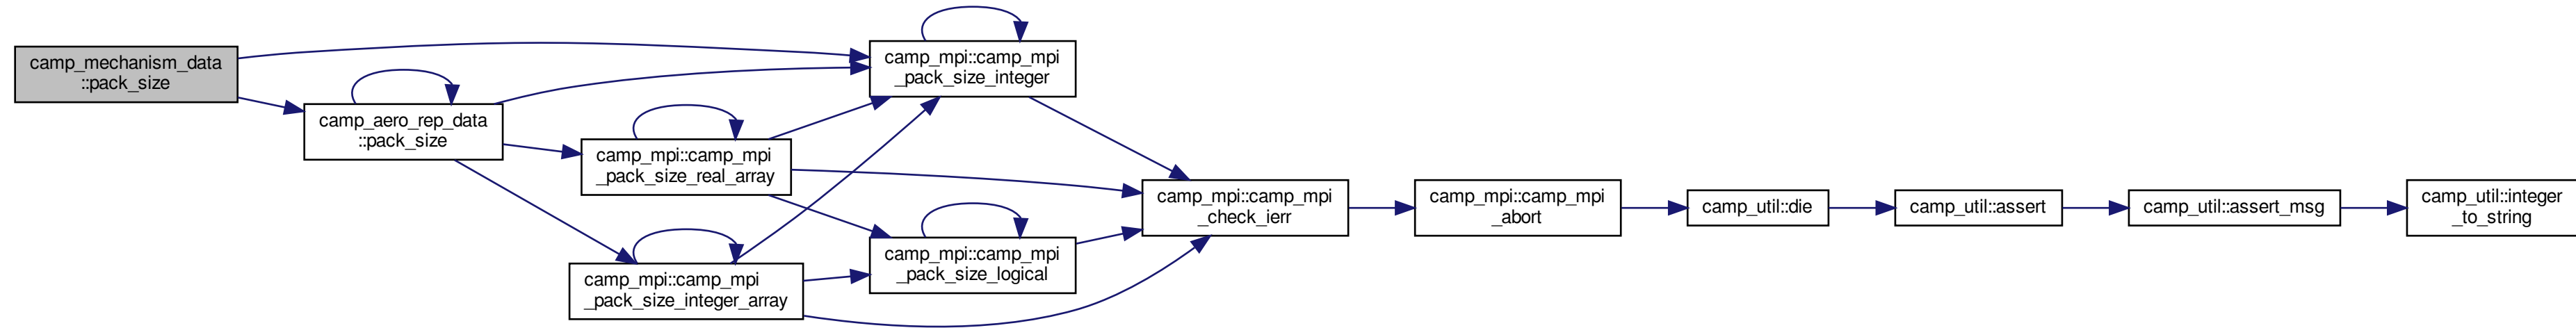 camp_mechanism_data
::pack_size
camp_aero_rep_data
::pack_size
camp_mpi::camp_mpi
_pack_size_integer
camp_mpi::camp_mpi
_pack_size_real_array
camp_mpi::camp_mpi
_pack_size_logical
camp_mpi::camp_mpi
_pack_size_integer_array
camp_mpi::camp_mpi
_check_ierr
camp_mpi::camp_mpi
_abort
camp_util::die
camp_util::assert
camp_util::assert_msg
camp_util::integer
_to_string